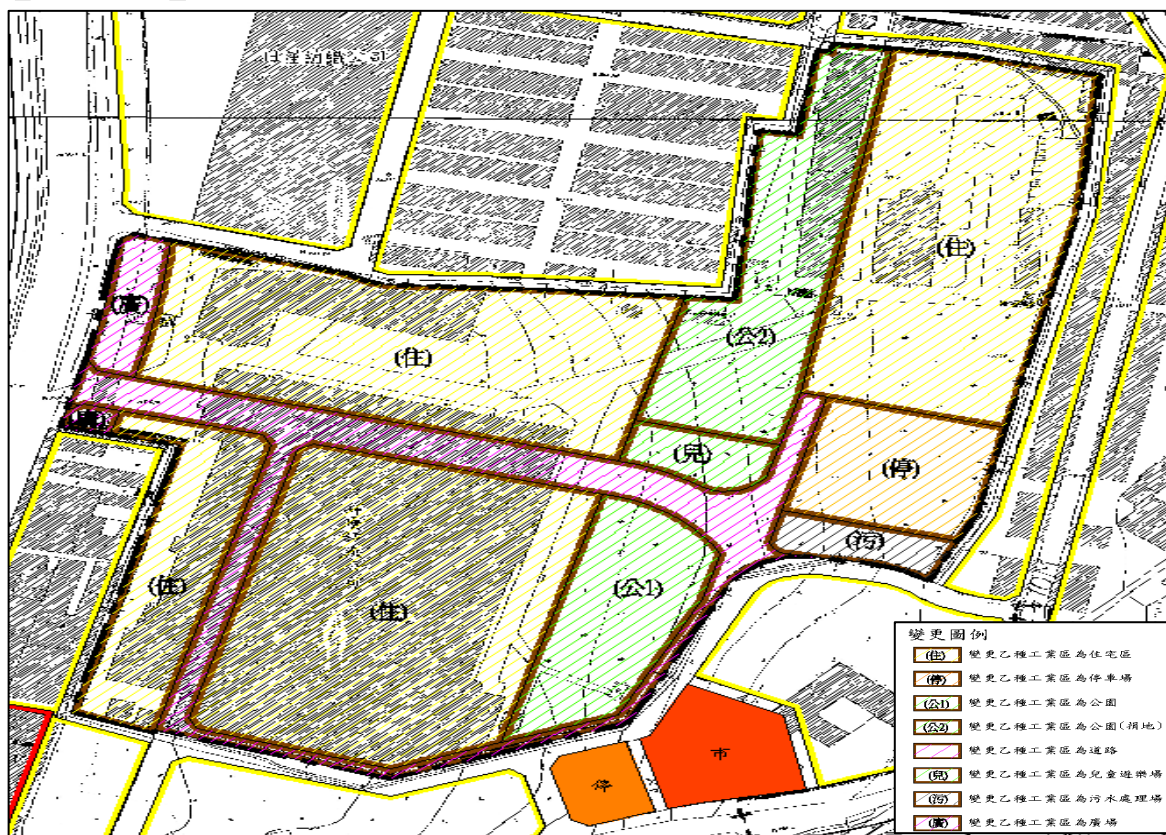 (住)
(廣)
(公2)
(住)
(廣)
(兒)
(停)
(污)
(住)
(住)
(公1)
市
停
變更圖例
(住) 變更乙種工業區為住宅區
(停) 變更乙種工業區為停車場
(公1) 變更乙種工業區為公園
(公2) 變更乙種工業區為公園(捐地)
變更乙種工業區為道路
(兒) 變更乙種工業區為兒童遊樂場
(污) 變更乙種工業區為污水處理場
(廣) 變更乙種工業區為廣場